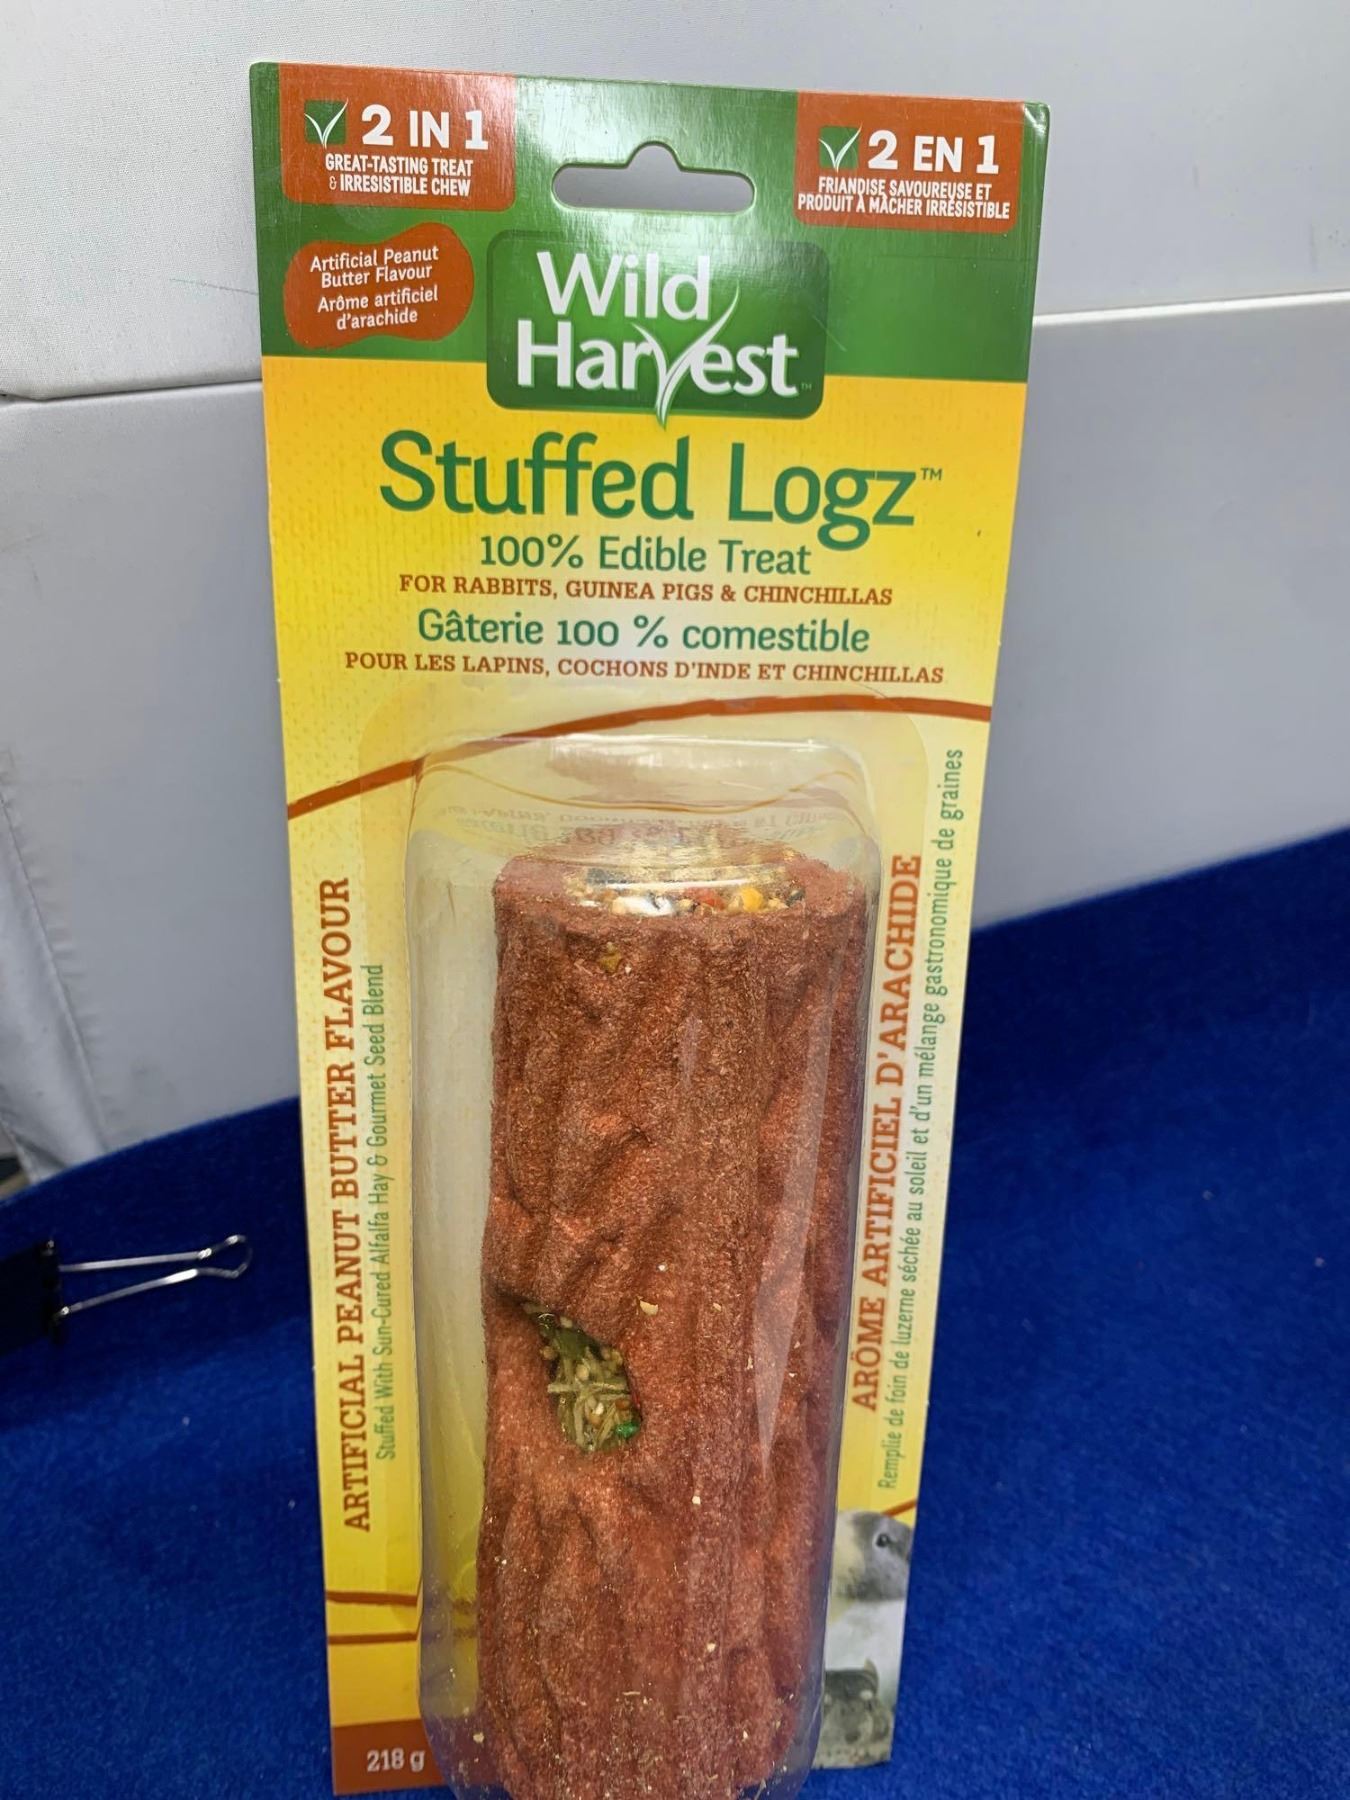 2 IN 1
GREAT-TASTING TREAT
& IRRESISTIBLE CHEW
2 EN 1
FRIANDISE SAVOUREUSE ET
PRODUIT À MÂCHER IRRÉSISTIBLE
Artificial Peanut
Butter Flavour
Arôme artificiel
d'arachide
Wild
Harvest™
Stuffed Logz™
100% Edible Treat
FOR RABBITS, GUINEA PIGS & CHINCHILLAS
Gâterie 100 % comestible
POUR LES LAPINS, COCHONS D'INDE ET CHINCHILLAS
ARTIFICIAL PEANUT BUTTER FLAVOUR
Stuffed With Sun-Cured Alfalfa Hay & Gourmet Seed Blend
ARÔME ARTIFICIEL D'ARACHIDE
Remplie de foin de luzerne séchée au soleil et d'un mélange gastronomique de graines
218 g